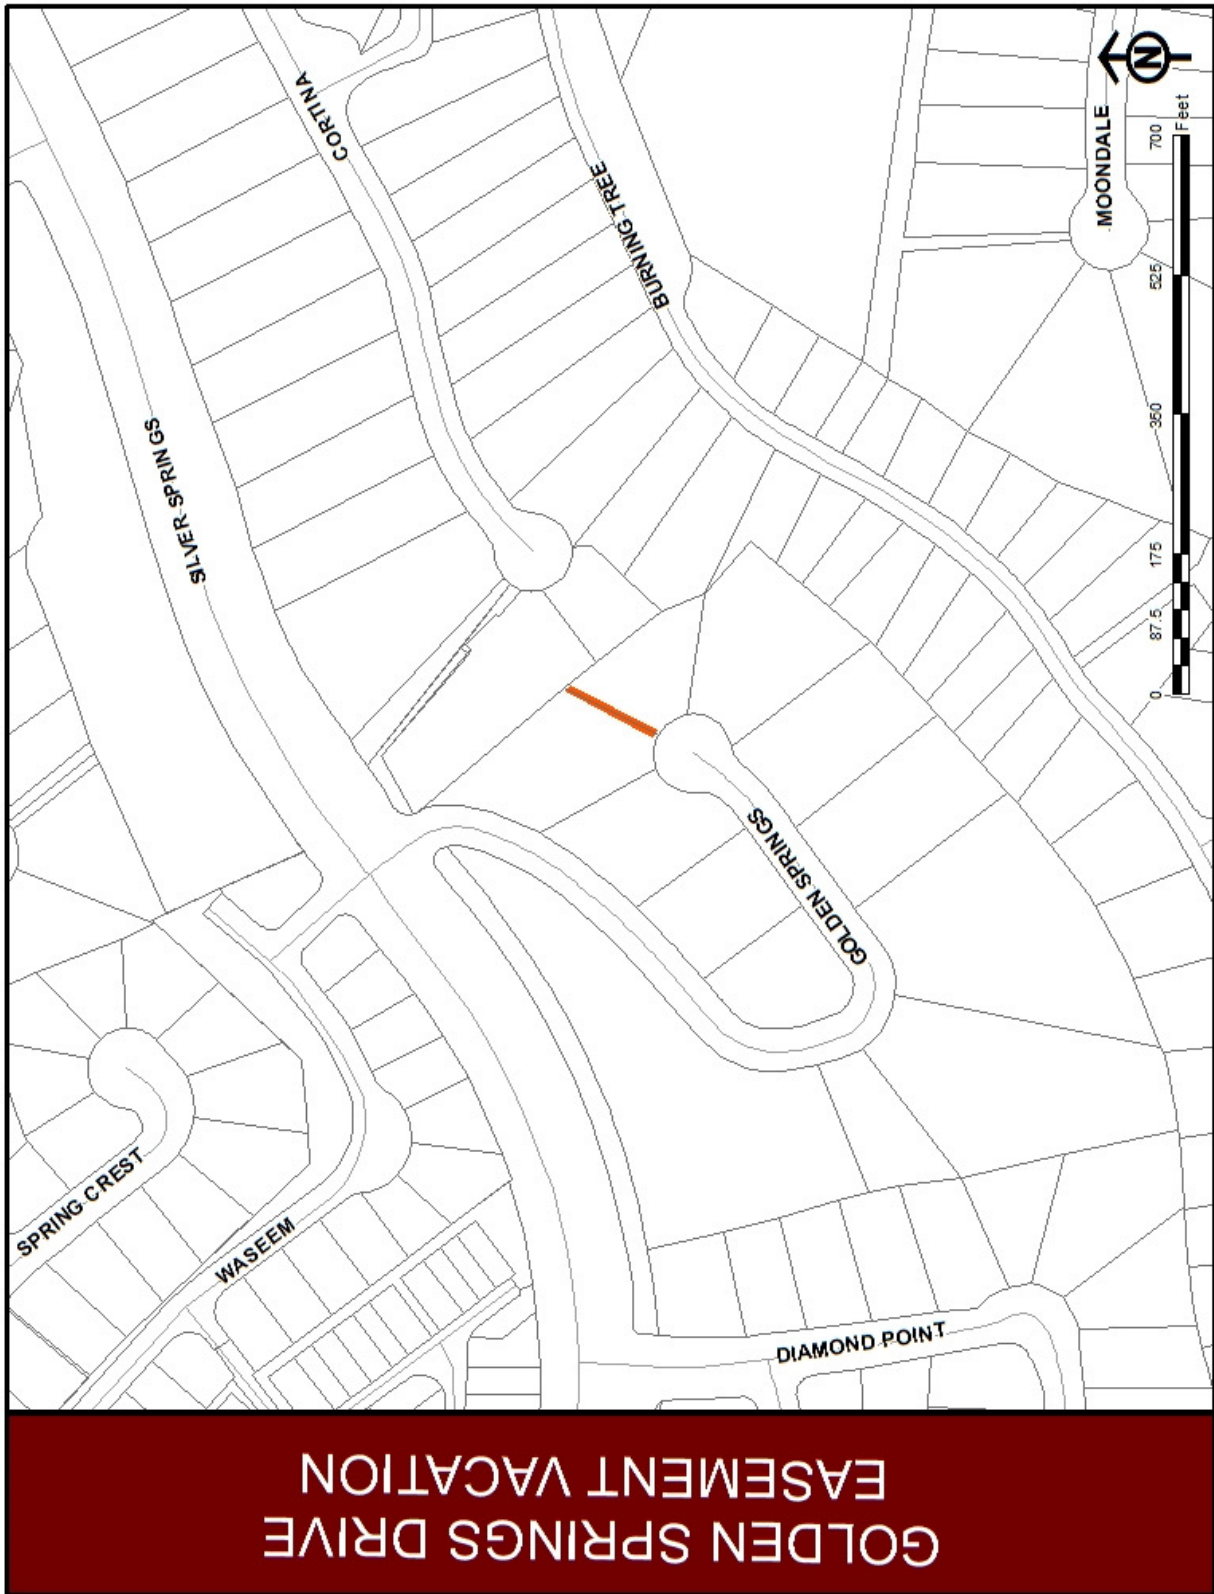 GOLDEN SPRINGS DRIVE
EASEMENT VACATION
SPRING CREST
WASEEM
SILVER SPRINGS
CORTINA
BURNING TREE
GOLDEN SPRINGS
DIAMOND POINT
MOONDALE
N
0 87.5 175 350 525 700
Feet